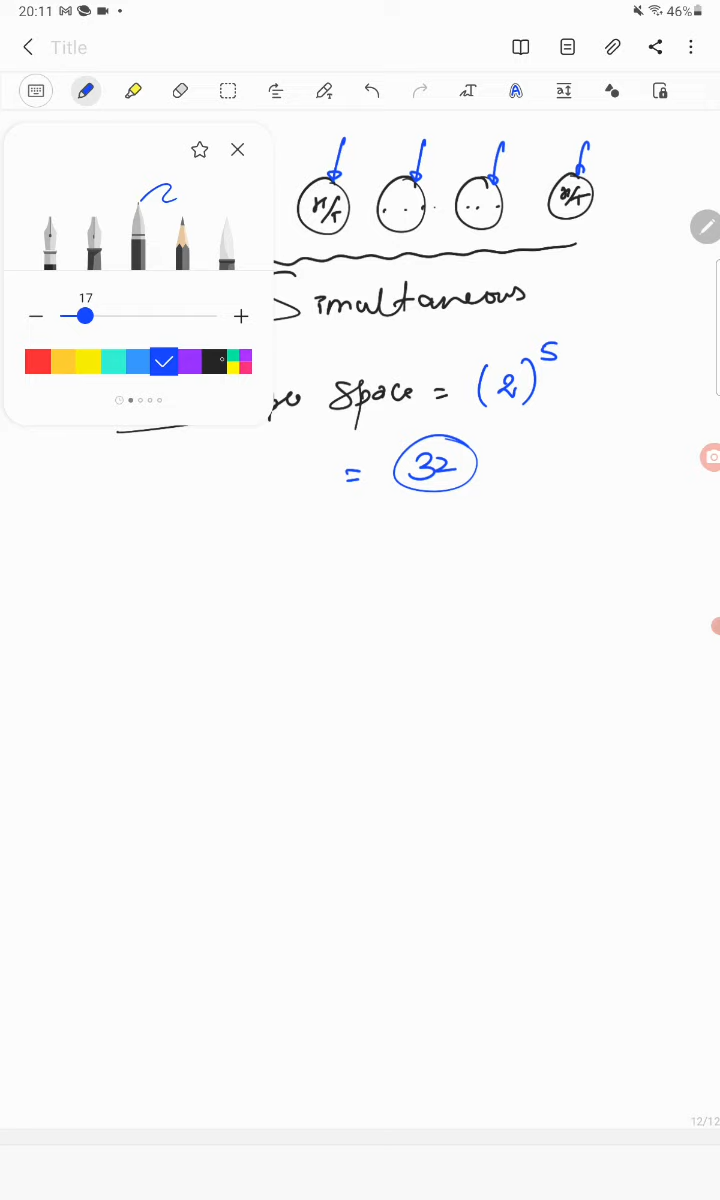 20:11 46%
Title
H/T ... ... H/T
17
Simultaneous
space = (2)^5
= 32
12/12